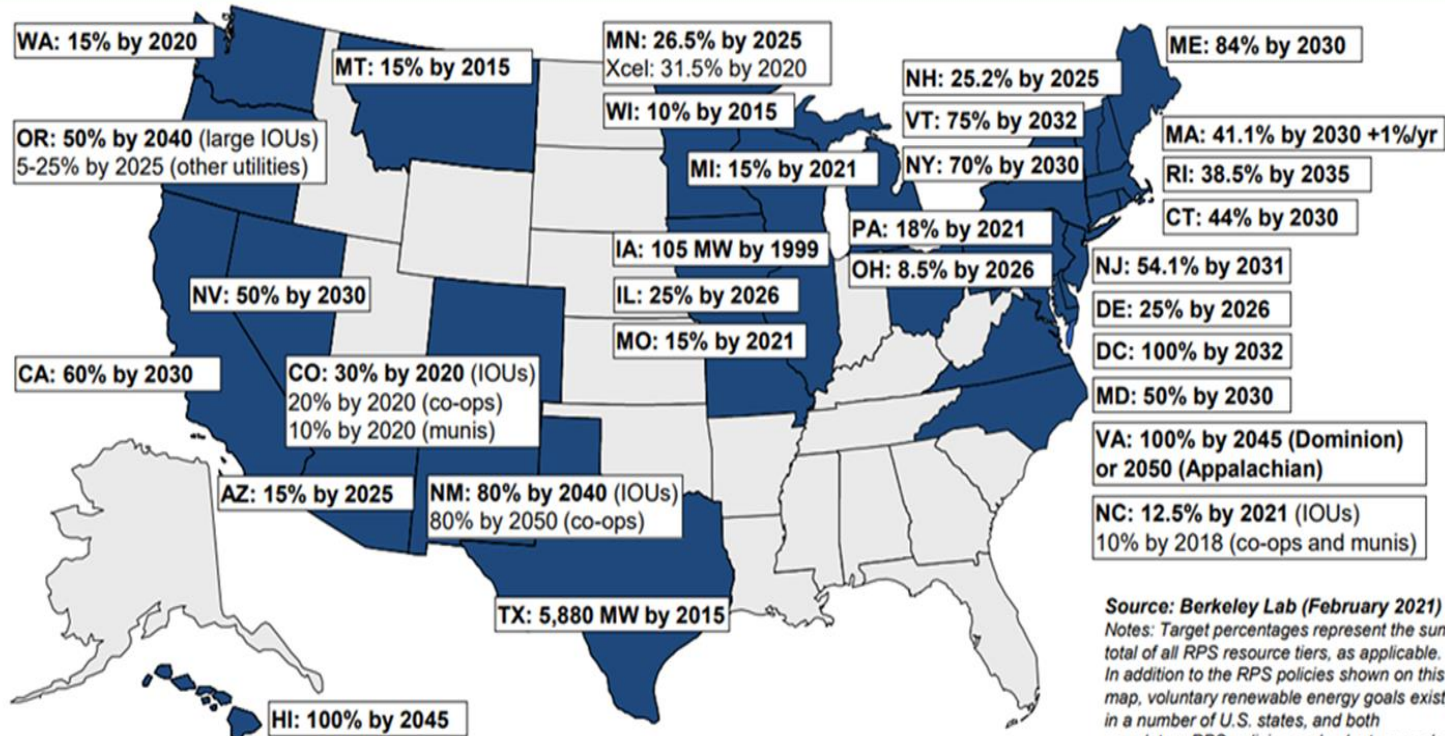 WA: 15% by 2020
MT: 15% by 2015
MN: 26.5% by 2025
Xcel: 31.5% by 2020
ME: 84% by 2030
NH: 25.2% by 2025
WI: 10% by 2015
VT: 75% by 2032
OR: 50% by 2040 (large IOUs)
5-25% by 2025 (other utilities)
MA: 41.1% by 2030 +1%/yr
MI: 15% by 2021
NY: 70% by 2030
RI: 38.5% by 2035
CT: 44% by 2030
PA: 18% by 2021
IA: 105 MW by 1999
OH: 8.5% by 2026
NJ: 54.1% by 2031
NV: 50% by 2030
IL: 25% by 2026
DE: 25% by 2026
MO: 15% by 2021
DC: 100% by 2032
CA: 60% by 2030
CO: 30% by 2020 (IOUs)
20% by 2020 (co-ops)
10% by 2020 (munis)
MD: 50% by 2030
VA: 100% by 2045 (Dominion)
or 2050 (Appalachian)
AZ: 15% by 2025
NM: 80% by 2040 (IOUs)
80% by 2050 (co-ops)
NC: 12.5% by 2021 (IOUs)
10% by 2018 (co-ops and munis)
TX: 5,880 MW by 2015
HI: 100% by 2045
Source: Berkeley Lab (February 2021)
Notes: Target percentages represent the sum
total of all RPS resource tiers, as applicable.
In addition to the RPS policies shown on this
map, voluntary renewable energy goals exist
in a number of U.S. states, and both